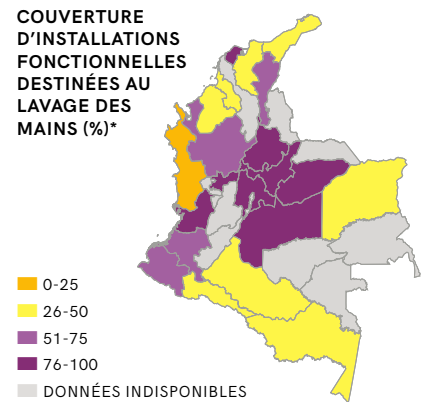 COUVERTURE
D’INSTALLATIONS
FONCTIONNELLES
DESTINÉES AU
LAVAGE DES
MAINS (%)*
0-25
26-50
51-75
76-100
DONNÉES INDISPONIBLES